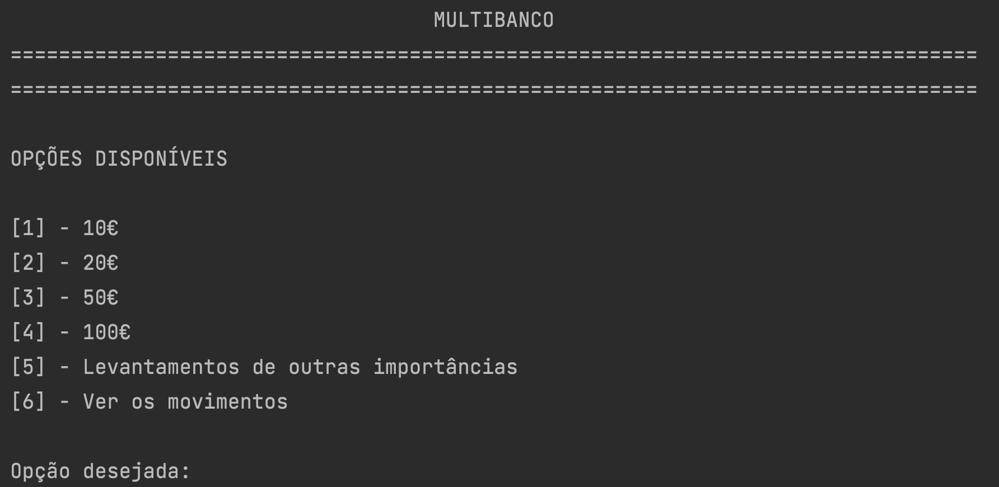 MULTIBANCO
================================================================================
================================================================================
OPÇÕES DISPONÍVEIS
[1] - 10€
[2] - 20€
[3] - 50€
[4] - 100€
[5] - Levantamentos de outras importâncias
[6] - Ver os movimentos
Opção desejada: